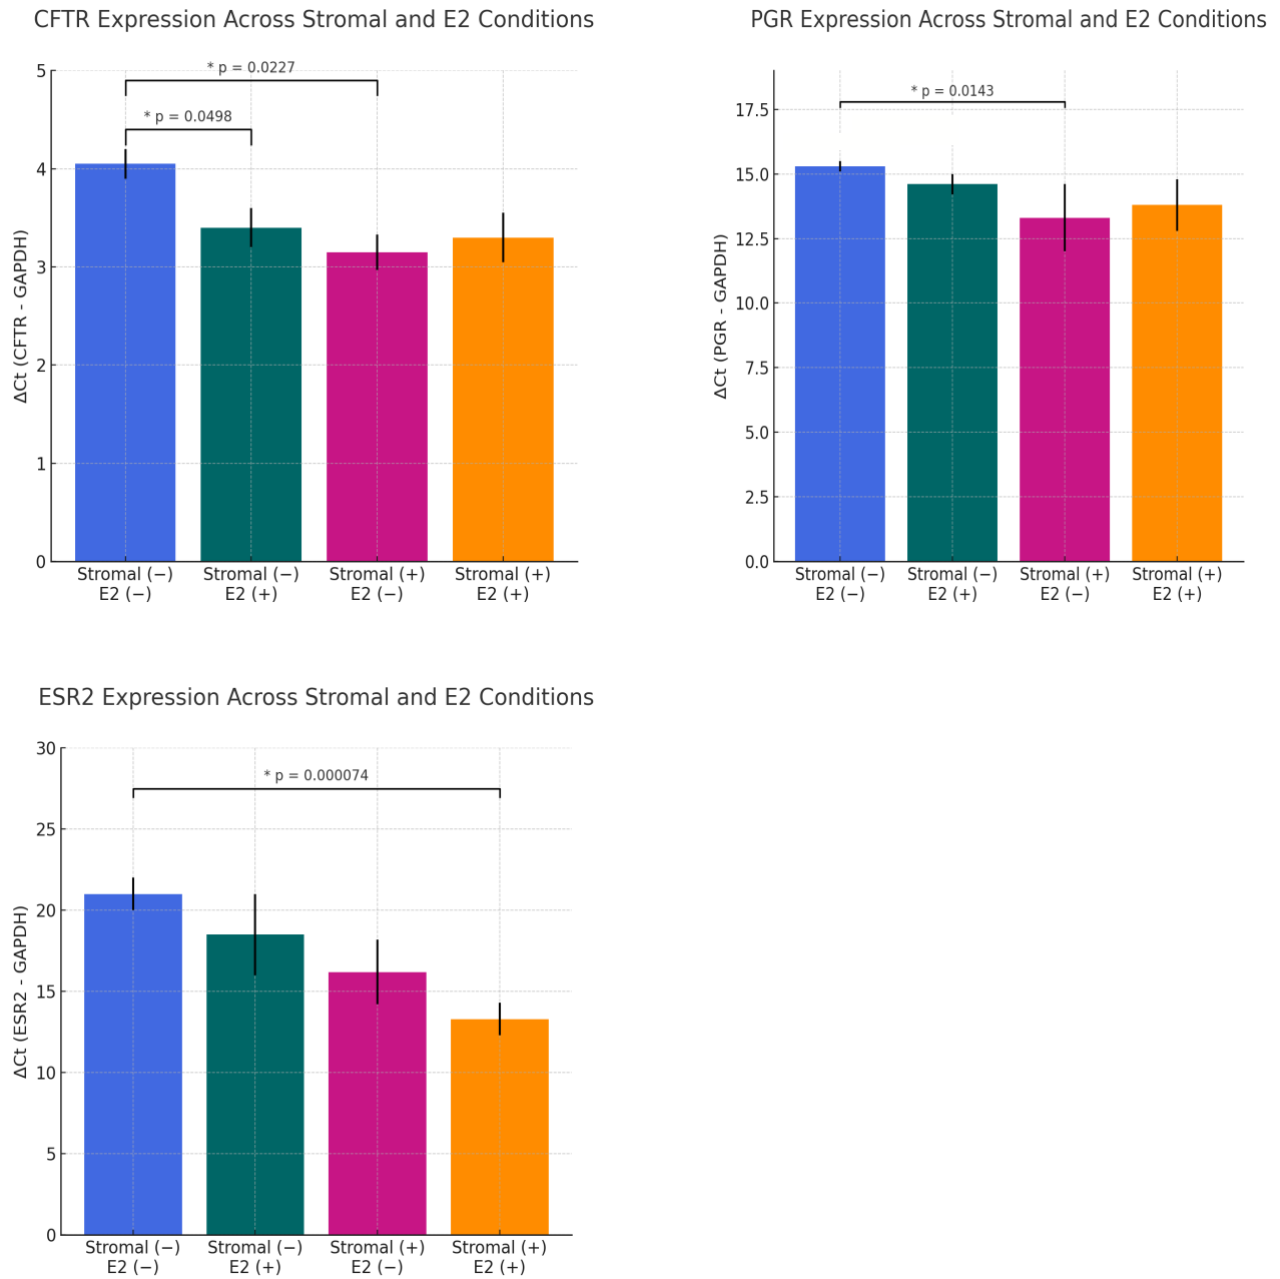 CFTR Expression Across Stromal and E2 Conditions
* p = 0.0227
* p = 0.0498
5
4
3
2
1
0
ΔCt (CFTR - GAPDH)
Stromal (−)
E2 (−)
Stromal (−)
E2 (+)
Stromal (+)
E2 (−)
Stromal (+)
E2 (+)
PGR Expression Across Stromal and E2 Conditions
* p = 0.0143
17.5
15.0
12.5
10.0
7.5
5.0
2.5
0.0
ΔCt (PGR - GAPDH)
Stromal (−)
E2 (−)
Stromal (−)
E2 (+)
Stromal (+)
E2 (−)
Stromal (+)
E2 (+)
ESR2 Expression Across Stromal and E2 Conditions
* p = 0.000074
30
25
20
15
10
5
0
ΔCt (ESR2 - GAPDH)
Stromal (−)
E2 (−)
Stromal (−)
E2 (+)
Stromal (+)
E2 (−)
Stromal (+)
E2 (+)